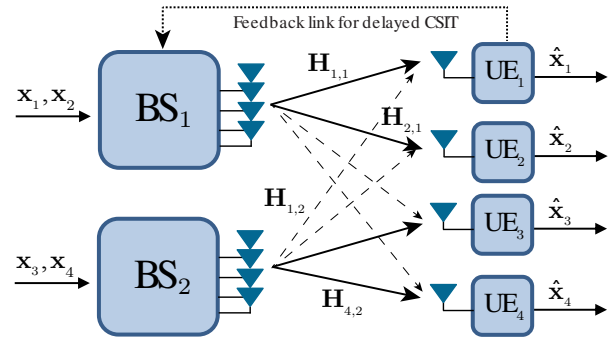 Feedback link for delayed CSIT
x₁, x₂
BS₁
H₁,₁
UE₁
x̂₁
H₂,₁
UE₂
x̂₂
H₁,₂
UE₃
x̂₃
x₃, x₄
BS₂
H₄,₂
UE₄
x̂₄